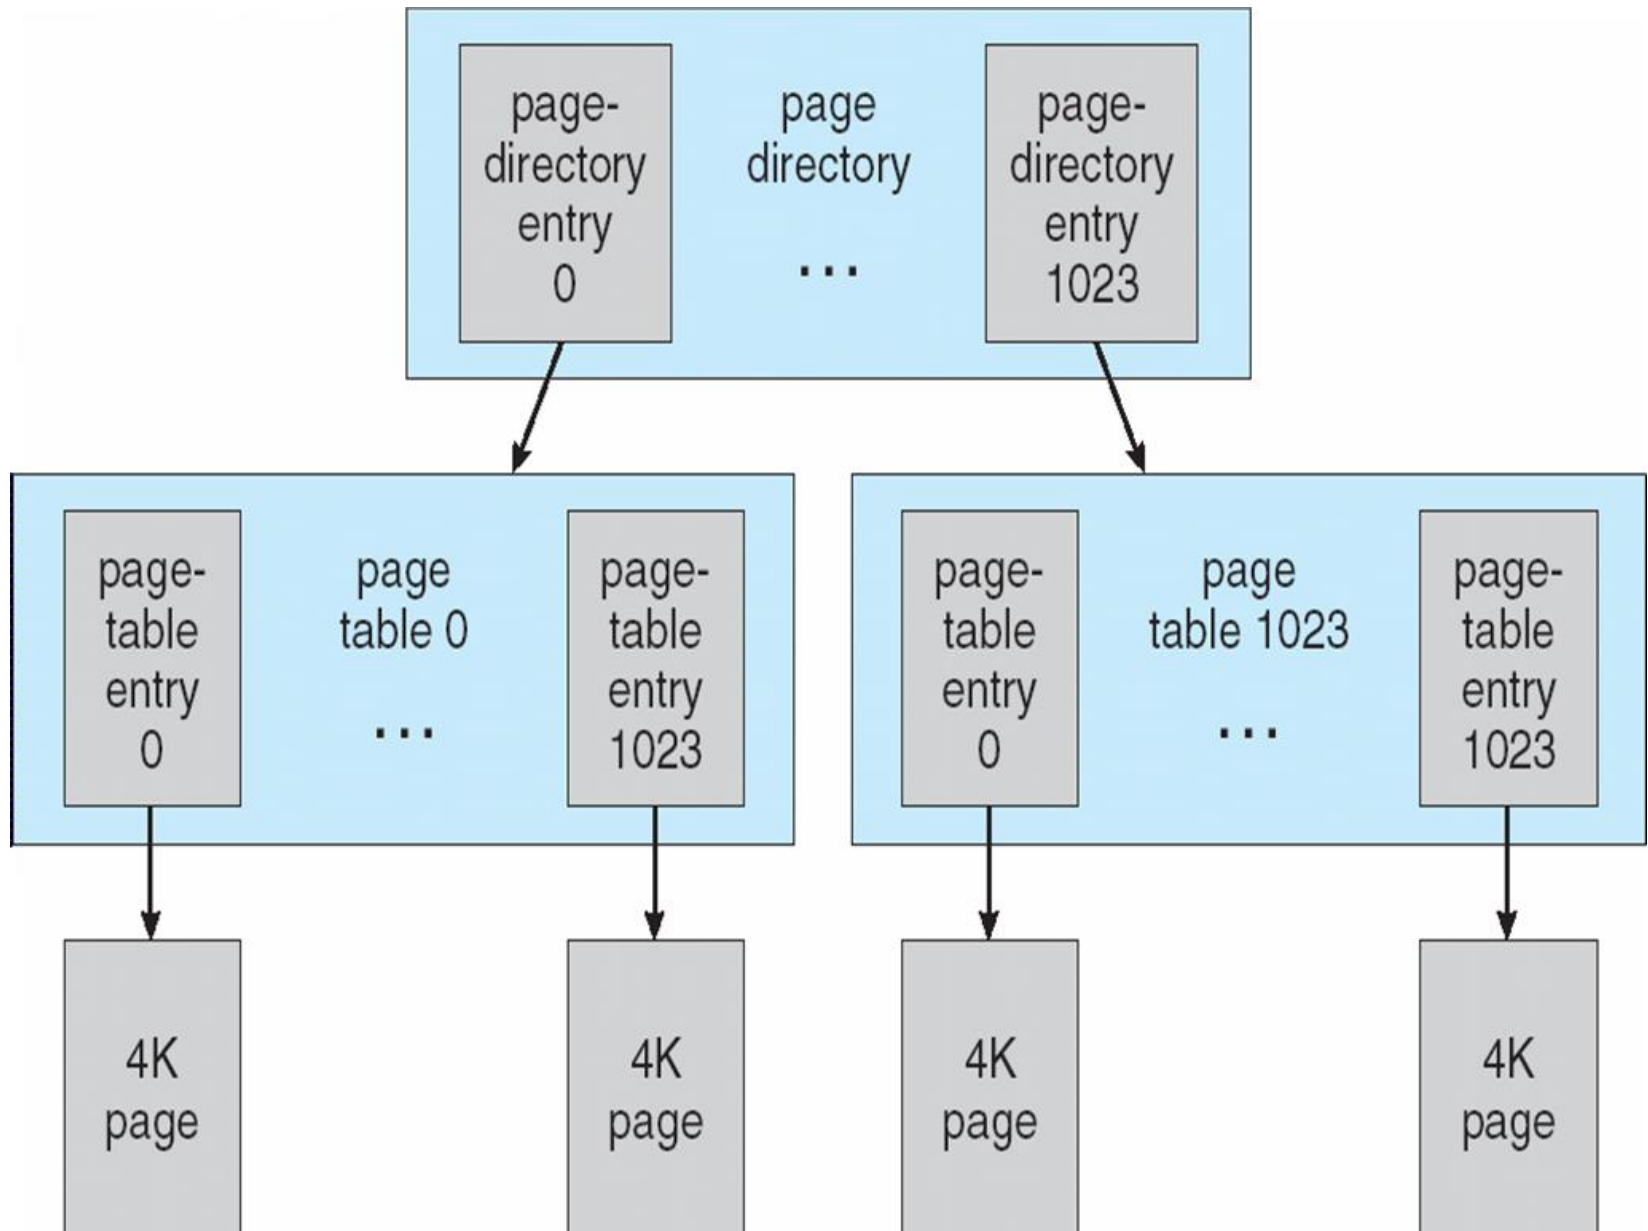 page-
directory
entry
0
page
directory
...
page-
directory
entry
1023
page-
table
entry
0
page
table 0
...
page-
table
entry
1023
page-
table
entry
0
page
table 1023
...
page-
table
entry
1023
4K
page
4K
page
4K
page
4K
page